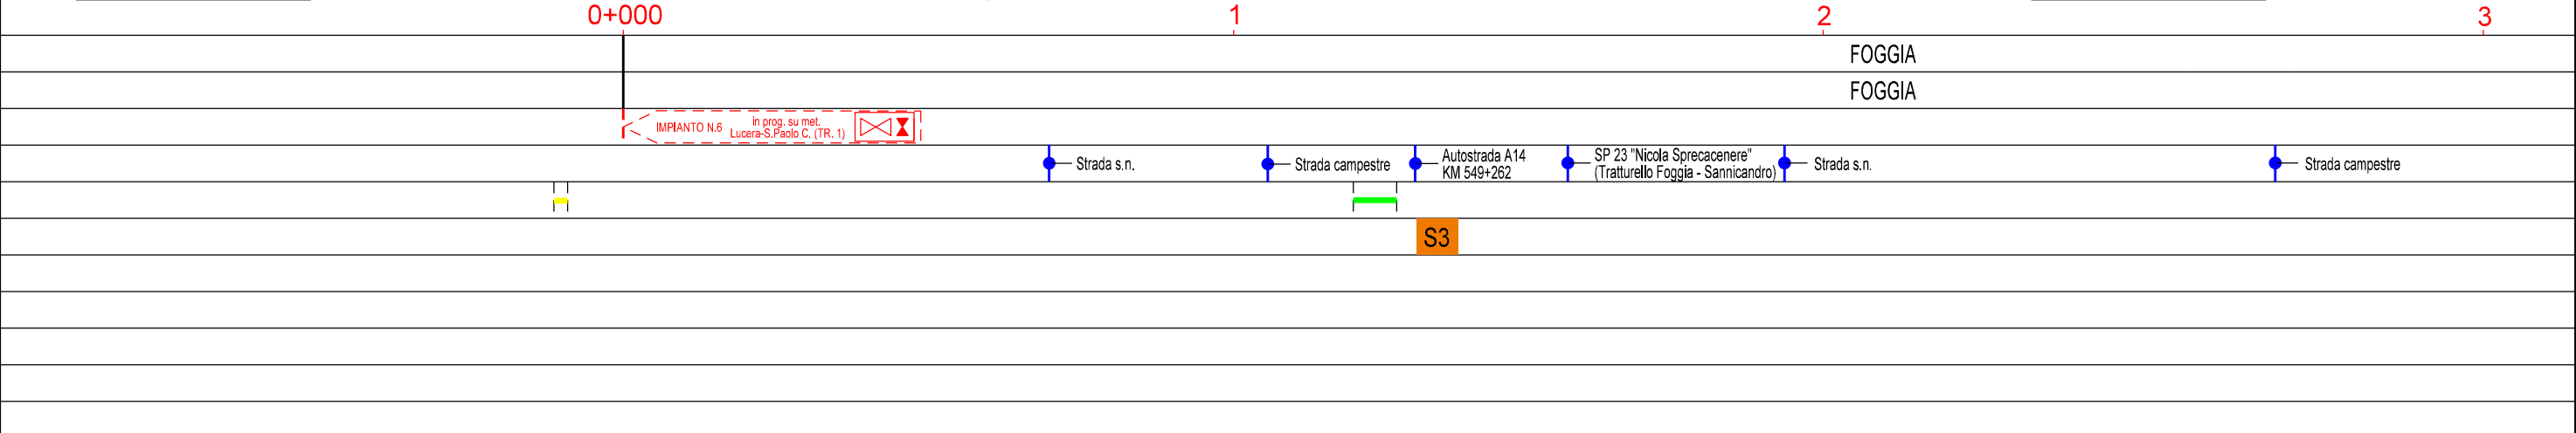 0+000 1 2 3
FOGGIA
FOGGIA
IMPIANTO N.6
in prog. su met.
Lucera-S.Paolo C. (TR. 1)
Strada s.n.
Strada campestre
Autostrada A14
KM 549+262
SP 23 "Nicola Sprecacenere"
(Tratturello Foggia - Sannicandro)
Strada s.n.
Strada campestre
S3